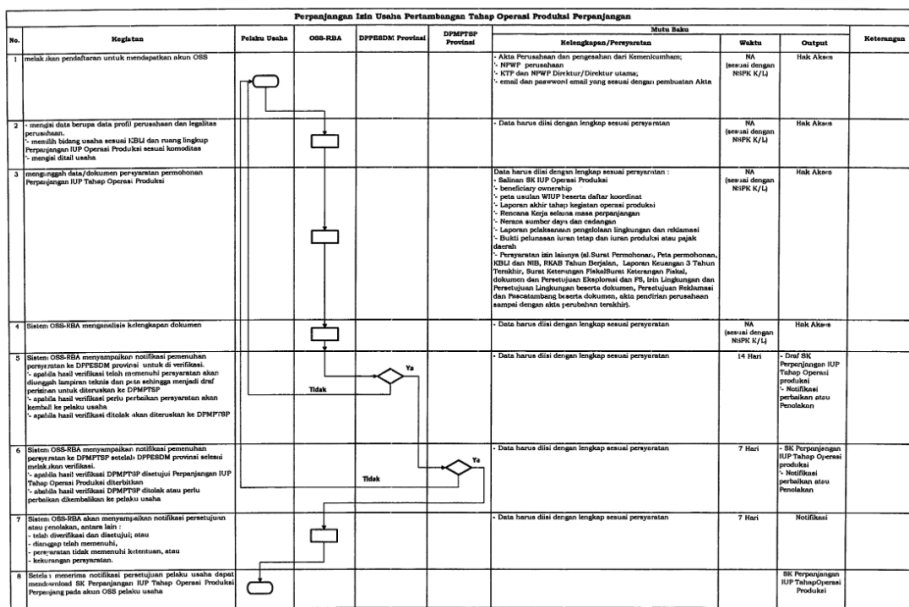 Perpanjangan Izin Usaha Pertambangan Tahap Operasi Produksi Perpanjangan
No.
Kegiatan
Pelaku Usaha
OSS-RBA
DPPESDM Provinsi
DPMPTSP
Provinsi
Mutu Baku
Kelengkapan/Persyaratan
Waktu
Output
Keterangan
1
melakukan pendaftaran untuk mendapatkan akun OSS
- Akta Perusahaan dan pengesahan dari Kemenkumham;
'- NPWP perusahaan
'- KTP dan NPWP Direktur/Direktur utama;
'- email dan password email yang sesuai dengan pembuatan Akta
NA
(sesuai dengan
NSPK K/L)
Hak Akses
2
- mengisi data berupa data profil perusahaan dan legalitas
perusahaan.
'- memilih bidang usaha sesuai KBLI dan ruang lingkup
Perpanjangan IUP Operasi Produksi sesuai komoditas
- mengisi ditail usaha
- Data harus diisi dengan lengkap sesuai persyaratan
NA
(sesuai dengan
NSPK K/L)
Hak Akses
3
mengunggah data/dokumen persyaratan permohonan
Perpanjangan IUP Tahap Operasi Produksi
Data harus diisi dengan lengkap sesuai persyaratan :
- Salinan SK IUP Operasi Produksi
'- beneficiary ownership
'- peta usulan WIUP beserta daftar koordinat
'- Laporan akhir tahap kegiatan operasi produksi
'- Rencana Kerja selama masa perpanjangan
'- Neraca sumber daya dan cadangan
'- Laporan pelaksanaan pengelolaan lingkungan dan reklamasi
'- Bukti pelunasan iuran tetap dan iuran produksi atau pajak
daerah
'- Persyaratan izin lainnya (al.Surat Permohonan, Peta permohonan,
KBLI dan NIB, RKAB Tahun Berjalan, Laporan Keuangan 3 Tahun
Terakhir, Surat Keterangan FiskalSurat Keterangan Fiskal,
dokumen dan Persetujuan Eksplorasi dan FS, Izin Lingkungan dan
Persetujuan Lingkungan beserta dokumen, Persetujuan Reklamasi
dan Pascatambang beserta dokumen, akta pendirian perusahaan
sampai dengan akta perubahan terakhir).
NA
(sesuai dengan
NSPK K/L)
Hak Akses
4
Sistem OSS-RBA menganalisis kelengkapan dokumen
- Data harus diisi dengan lengkap sesuai persyaratan
NA
(sesuai dengan
NSPK K/L)
Hak Akses
5
Sistem OSS-RBA menyampaikan notifikasi pemenuhan
persyaratan ke DPPESDM provinsi untuk di verifikasi.
'- apabila hasil verifikasi telah memenuhi persyaratan akan
diunggah lampiran teknis dan peta sehingga menjadi draf
perizinan untuk diteruskan ke DPMPTSP
'- apabila hasil verifikasi perlu perbaikan persyaratan akan
kembali ke pelaku usaha
'- apabila hasil verifikasi ditolak akan diteruskan ke DPMPTSP
Ya
Tidak
- Data harus diisi dengan lengkap sesuai persyaratan
14 Hari
- Draf SK
Perpanjangan IUP
Tahap Operasi
produksi
'- Notifikasi
perbaikan atau
Penolakan
6
Sistem OSS-RBA menyampaikan notifikasi pemenuhan
persyaratan ke DPMPTSP setelah DPPESDM provinsi selesai
melakukan verifikasi.
'- apabila hasil verifikasi DPMPTSP disetujui Perpanjangan IUP
Tahap Operasi Produksi diterbitkan
'- ababila hasil verifikasi DPMPTSP ditolak atau perlu
perbaikan dikembalikan ke pelaku usaha
Ya
Tidak
- Data harus diisi dengan lengkap sesuai persyaratan
7 Hari
- SK Perpanjangan
IUP Tahap Operasi
produksi
'- Notifikasi
perbaikan atau
Penolakan
7
Sistem OSS-RBA akan menyampaikan notifikasi persetujuan
atau penolakan, antara lain :
- telah diverifikasi dan disetujui; atau
- dianggap telah memenuhi,
- persyaratan tidak memenuhi ketentuan, atau
- kekurangan persyaratan.
- Data harus diisi dengan lengkap sesuai persyaratan
7 Hari
Notifikasi
8
Setelah menerima notifikasi persetujuan pelaku usaha dapat
mendownload SK Perpanjangan IUP Tahap Operasi Produksi
Perpanjang pada akun OSS pelaku usaha
SK Perpanjangan
IUP TahapOperasi
Produksi